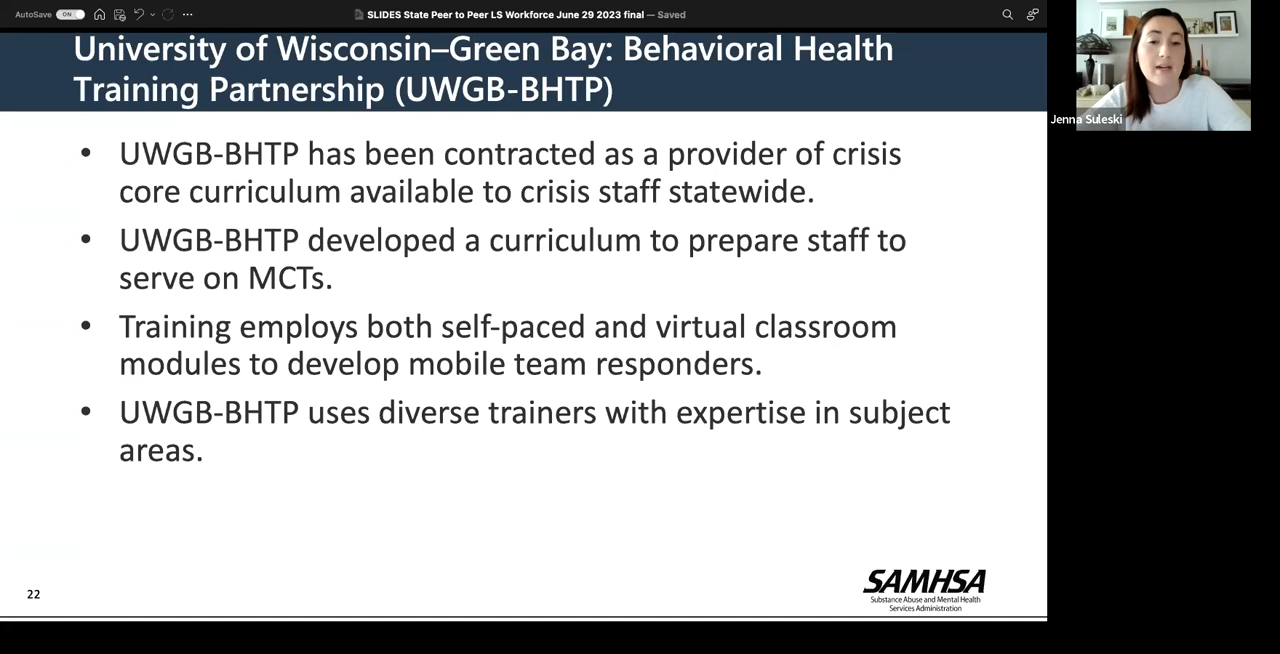 AutoSave ON SLIDES State Peer to Peer LS Workforce June 29 2023 final — Saved
University of Wisconsin–Green Bay: Behavioral Health
Training Partnership (UWGB-BHTP)
Jenna Suleski
• UWGB-BHTP has been contracted as a provider of crisis
core curriculum available to crisis staff statewide.
• UWGB-BHTP developed a curriculum to prepare staff to
serve on MCTs.
• Training employs both self-paced and virtual classroom
modules to develop mobile team responders.
• UWGB-BHTP uses diverse trainers with expertise in subject
areas.
22
SAMHSA
Substance Abuse and Mental Health
Services Administration